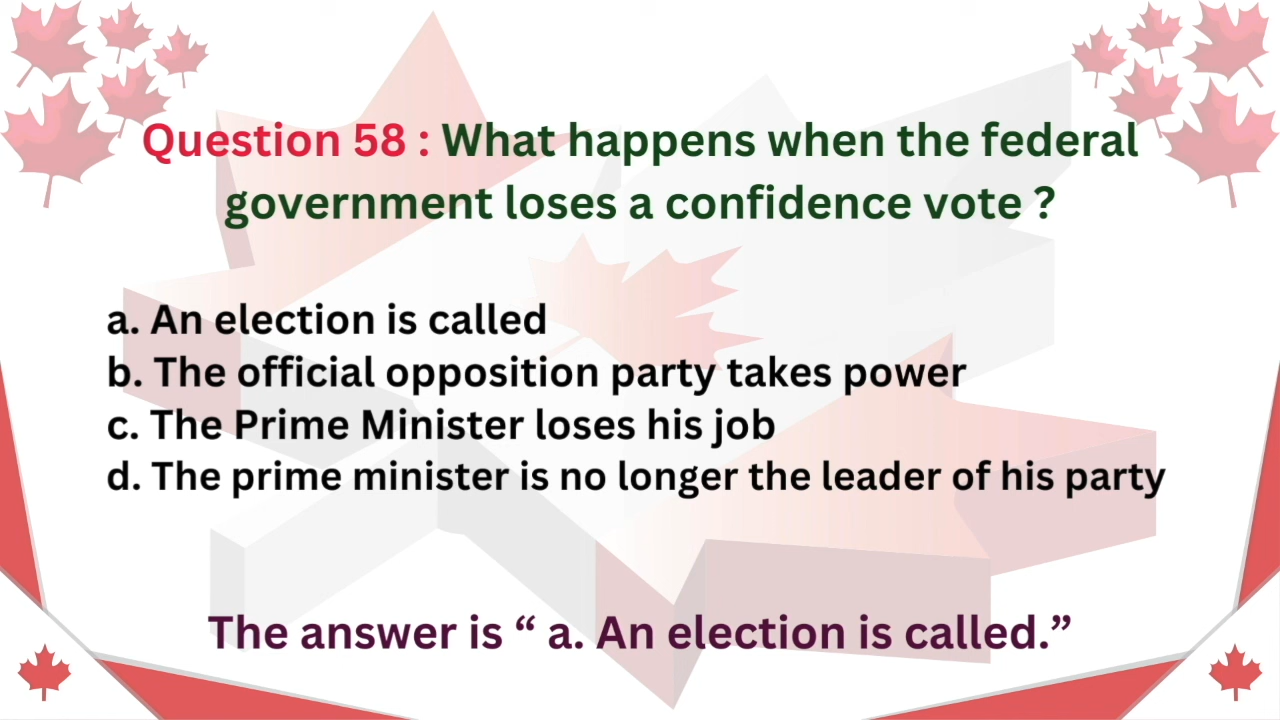 Question 58 : What happens when the federal
government loses a confidence vote ?
a. An election is called
b. The official opposition party takes power
c. The Prime Minister loses his job
d. The prime minister is no longer the leader of his party
The answer is “ a. An election is called.”